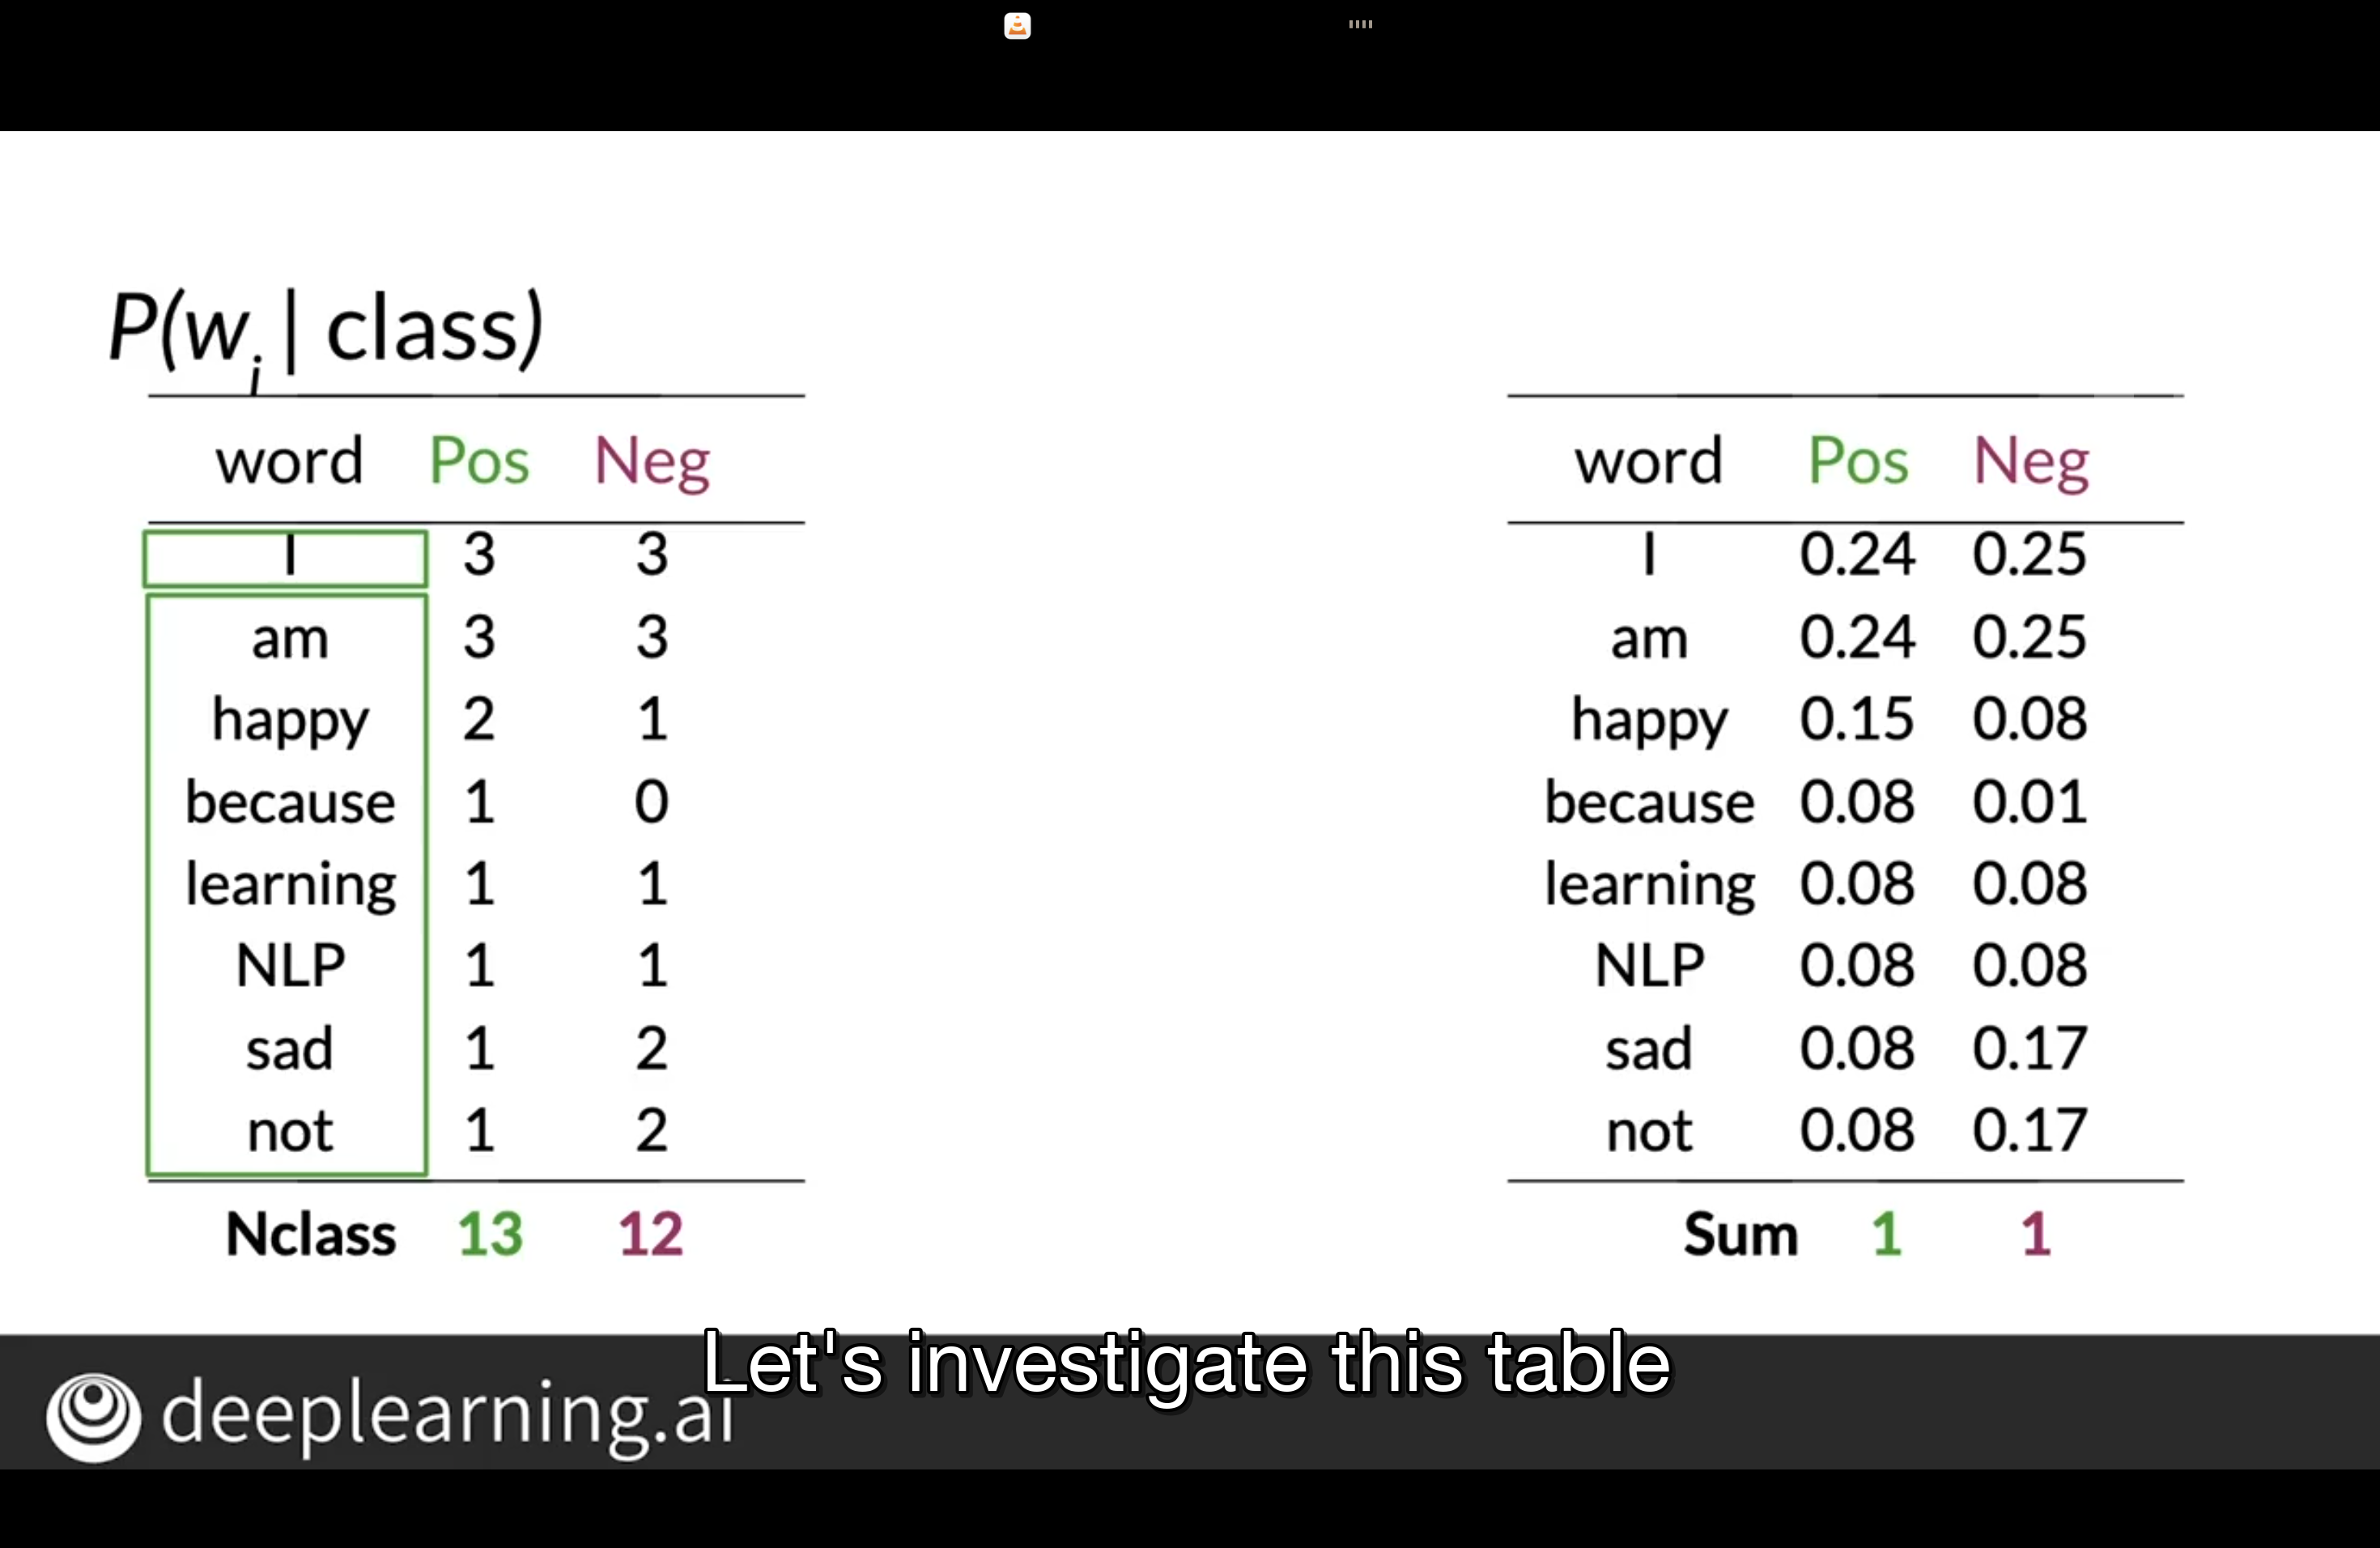 P(wi | class)
word Pos Neg
I 3 3
am 3 3
happy 2 1
because 1 0
learning 1 1
NLP 1 1
sad 1 2
not 1 2
Nclass 13 12
word Pos Neg
I 0.24 0.25
am 0.24 0.25
happy 0.15 0.08
because 0.08 0.01
learning 0.08 0.08
NLP 0.08 0.08
sad 0.08 0.17
not 0.08 0.17
Sum 1 1
Let's investigate this table
deeplearning.ai